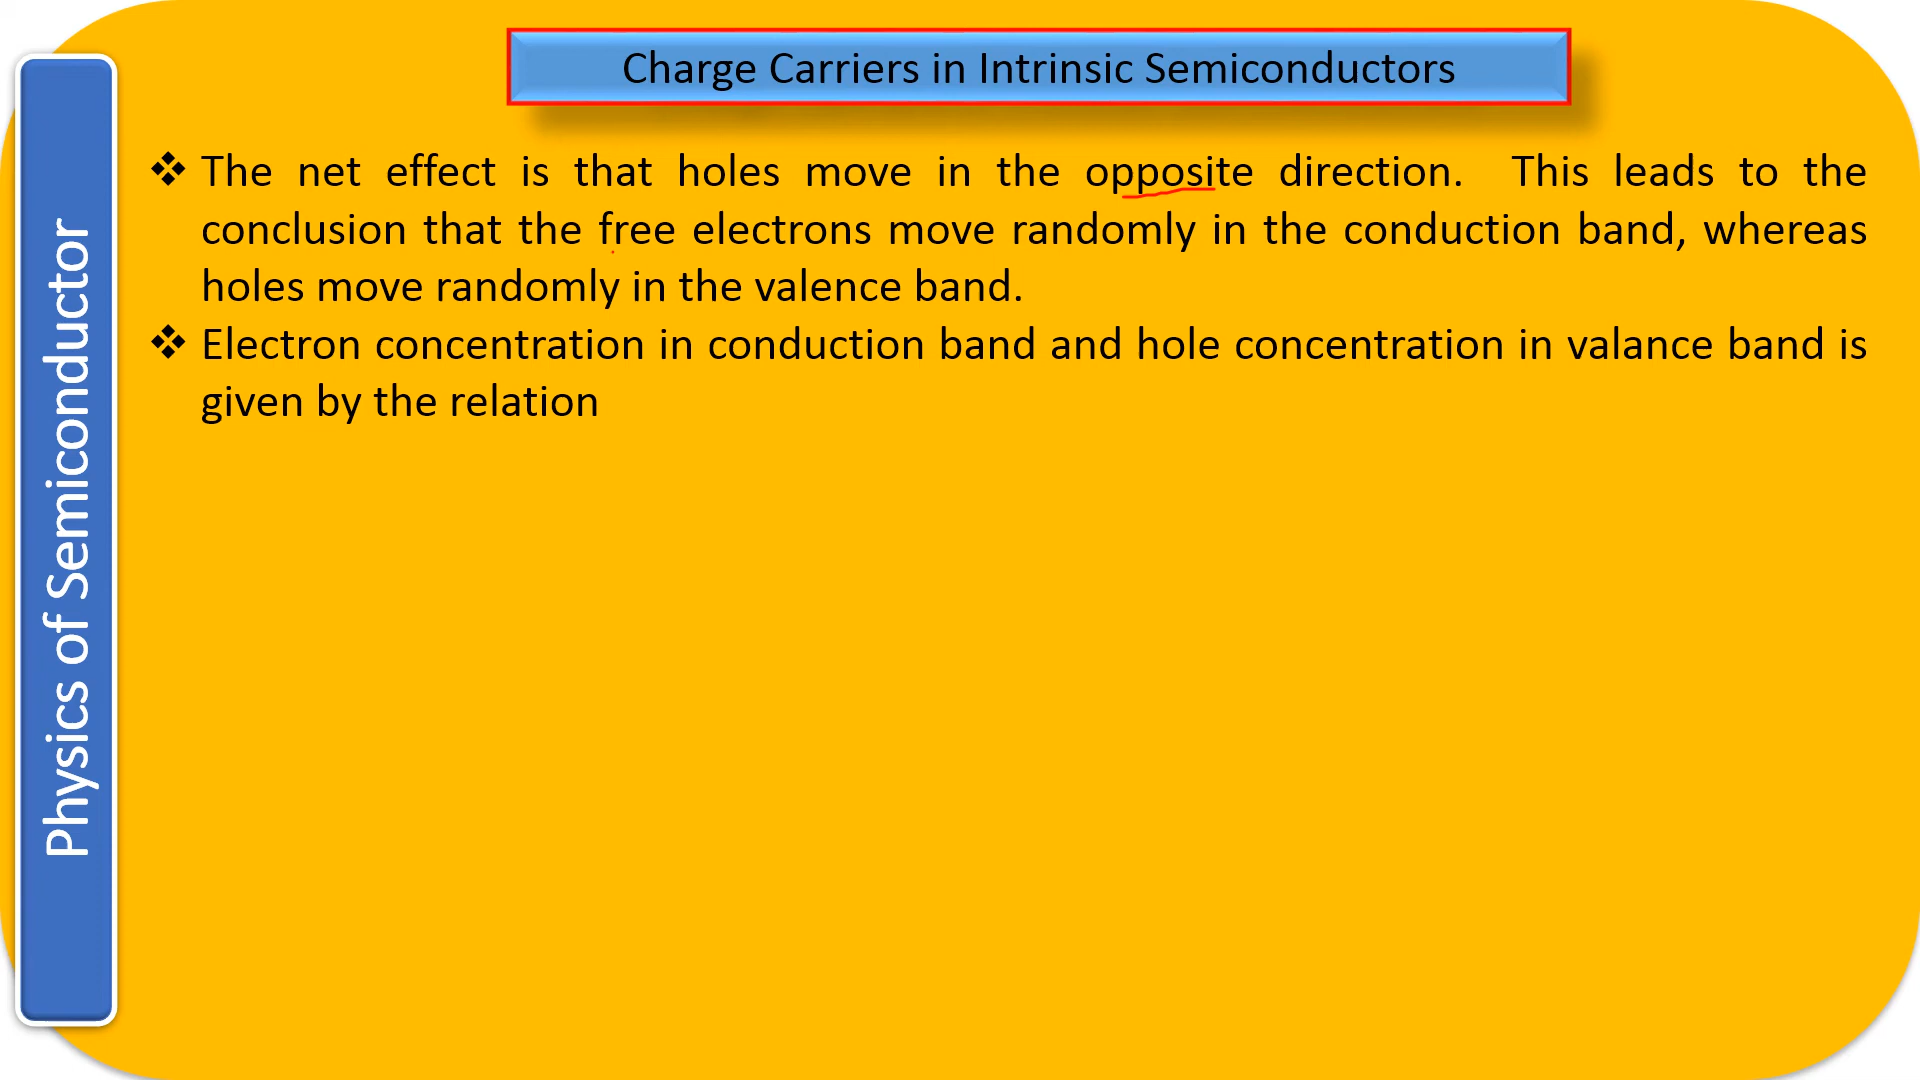 Charge Carriers in Intrinsic Semiconductors
Physics of Semiconductor
❖ The net effect is that holes move in the opposite direction. This leads to the
conclusion that the free electrons move randomly in the conduction band, whereas
holes move randomly in the valence band.
❖ Electron concentration in conduction band and hole concentration in valance band is
given by the relation